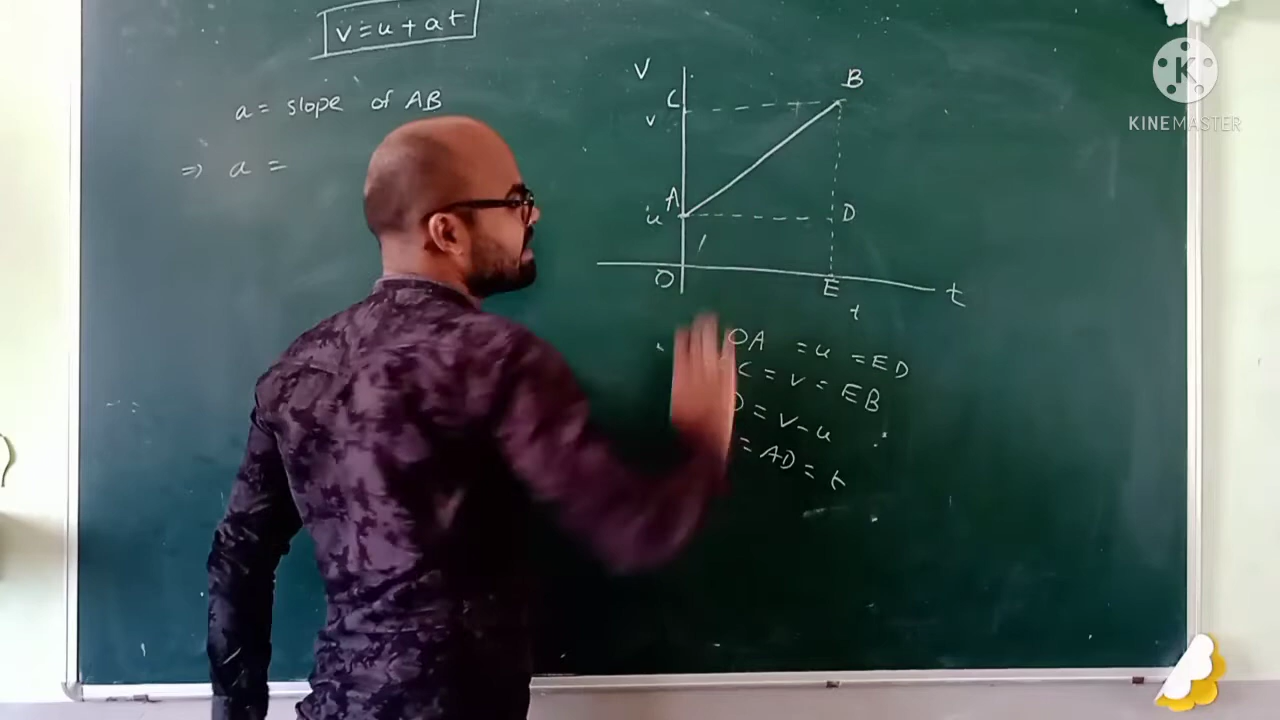 v = u + at
a = slope of AB
⇒ a =
V
C
v
B
A
u
D
O
E
t
t
OA = u = ED
C = v = EB
D = v - u
= AD = t
K
KINEMASTER